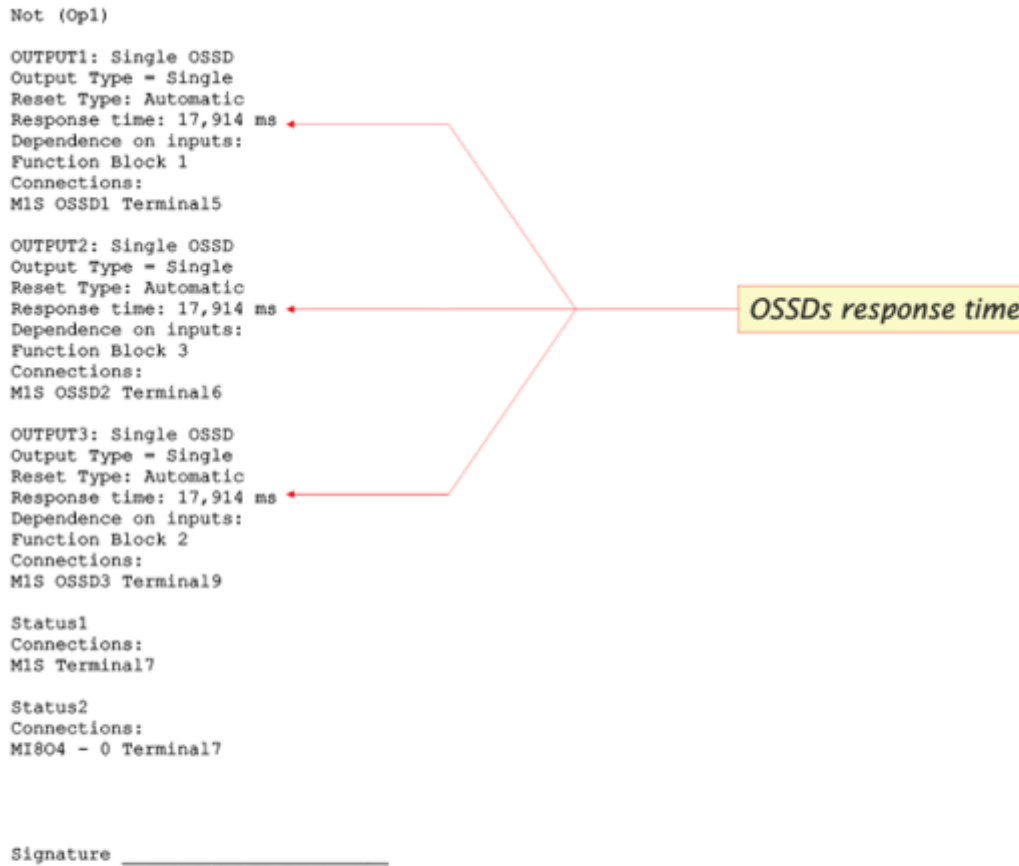 Not (Op1)
OUTPUT1: Single OSSD
Output Type = Single
Reset Type: Automatic
Response time: 17,914 ms
Dependence on inputs:
Function Block 1
Connections:
M1S OSSD1 Terminal5
OUTPUT2: Single OSSD
Output Type = Single
Reset Type: Automatic
Response time: 17,914 ms
Dependence on inputs:
Function Block 3
Connections:
M1S OSSD2 Terminal6
OUTPUT3: Single OSSD
Output Type = Single
Reset Type: Automatic
Response time: 17,914 ms
Dependence on inputs:
Function Block 2
Connections:
M1S OSSD3 Terminal9
Status1
Connections:
M1S Terminal7
Status2
Connections:
MI8O4 - 0 Terminal7
Signature
OSSDs response time